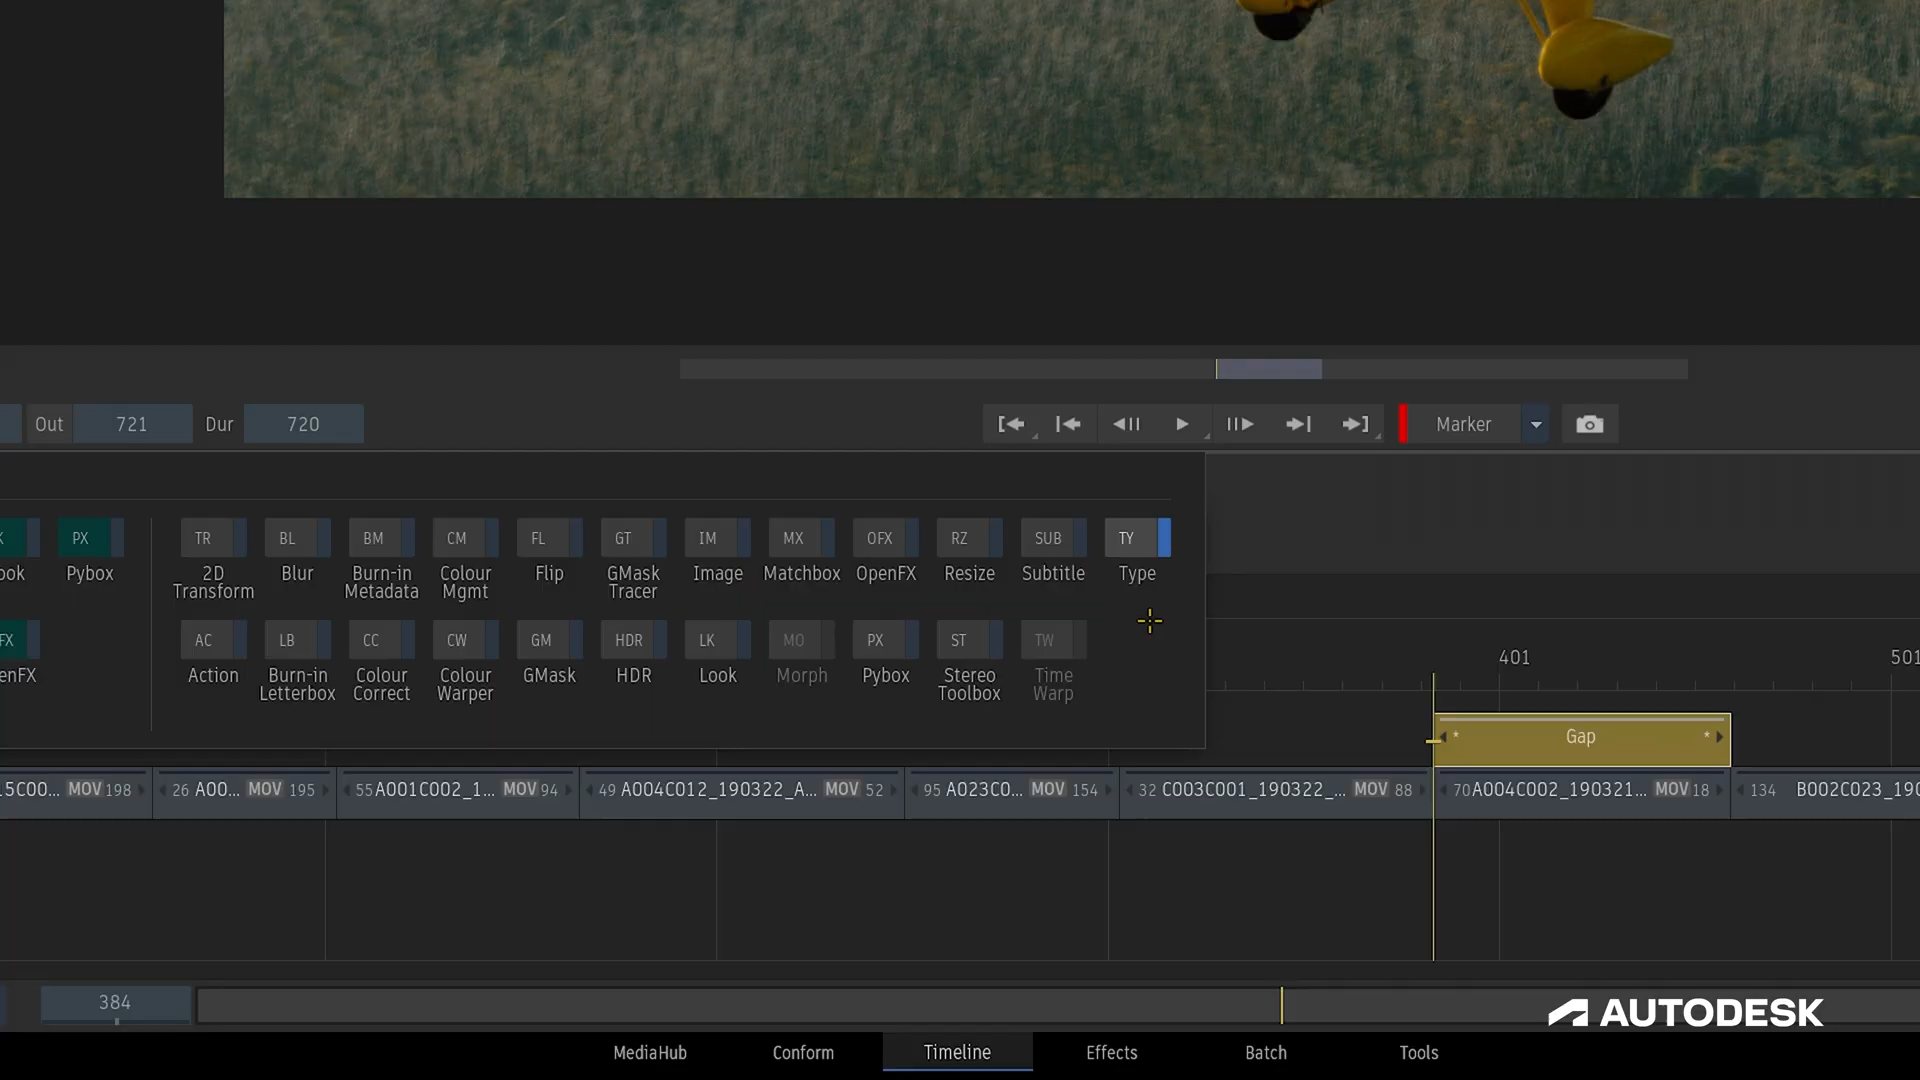 Out 721 Dur 720 Marker
PX TR BL BM CM FL GT IM MX OFX RZ SUB TY
ook Pybox 2D Transform Blur Burn-in Metadata Colour Mgmt Flip GMask Tracer Image Matchbox OpenFX Resize Subtitle Type
FX AC LB CC CW GM HDR LK MO PX ST TW
enFX Action Burn-in Letterbox Colour Correct Colour Warper GMask HDR Look Morph Pybox Stereo Toolbox Time Warp
401 501
* Gap *
.5C00... MOV 198 26 A00... MOV 195 55 A001C002_1... MOV 94 49 A004C012_190322_A... MOV 52 95 A023C0... MOV 154 32 C003C001_190322_... MOV 88 70 A004C002_190321... MOV 18 134 B002C023_190
384
AUTODESK
MediaHub Conform Timeline Effects Batch Tools